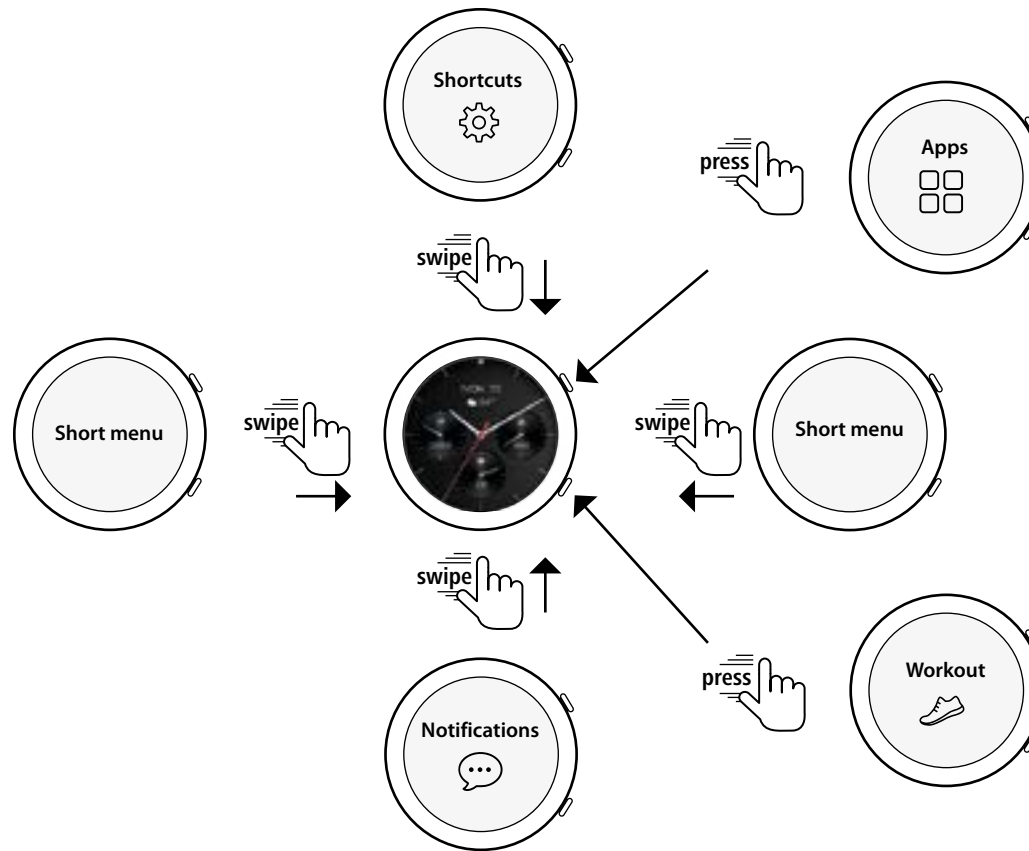 Shortcuts
press
Apps
swipe
Short menu
swipe
swipe
Short menu
swipe
press
Workout
Notifications